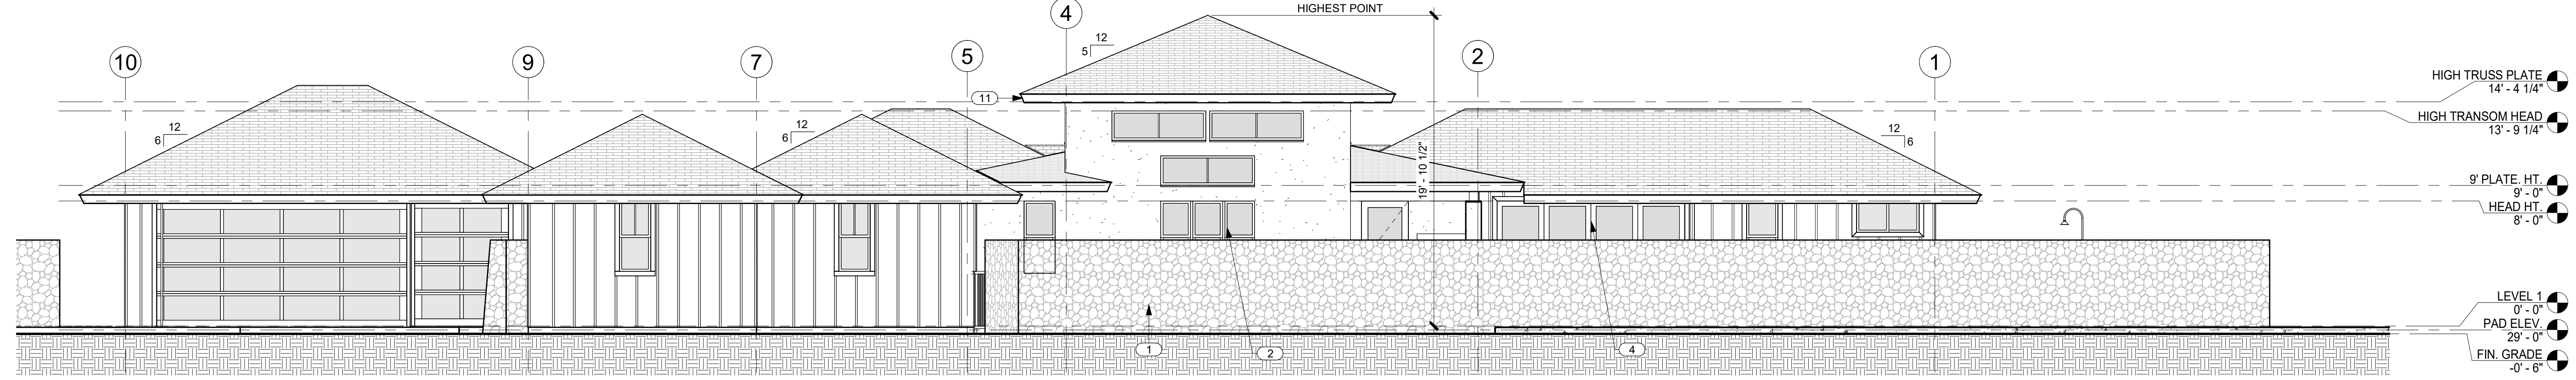 HIGHEST POINT
4
10
9
7
5
2
1
12
5
11
12
6
12
6
12
6
19' - 10 1/2"
HIGH TRUSS PLATE
14' - 4 1/4"
HIGH TRANSOM HEAD
13' - 9 1/4"
9' PLATE. HT.
9' - 0"
HEAD HT.
8' - 0"
LEVEL 1
0' - 0"
PAD ELEV.
29' - 0"
FIN. GRADE
-0' - 6"
1
2
4